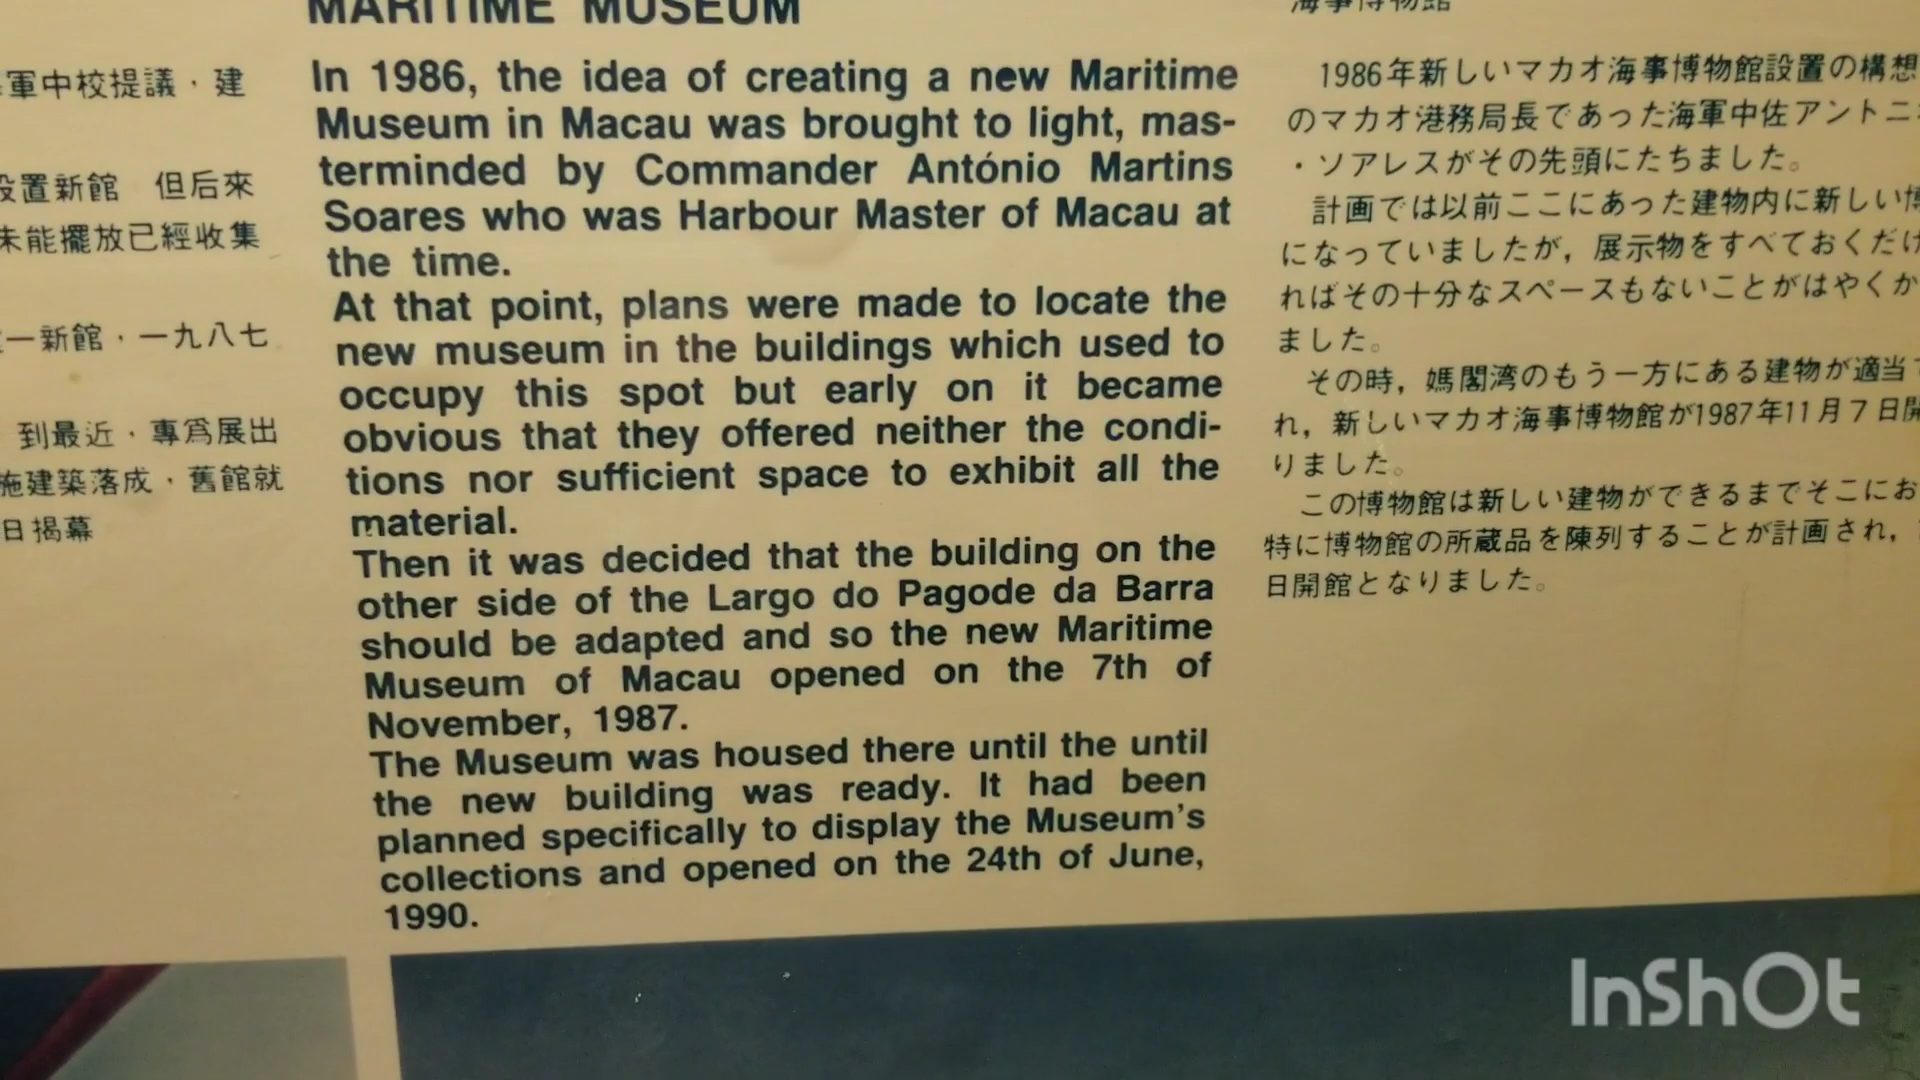 軍中校提議，建
設置新館 但后來
未能擺放已經收集
一新館，一九八七
到最近，專爲展出
施建築落成，舊館就
日揭幕
MARITIME MUSEUM
In 1986, the idea of creating a new Maritime
Museum in Macau was brought to light, mas-
terminded by Commander António Martins
Soares who was Harbour Master of Macau at
the time.
At that point, plans were made to locate the
new museum in the buildings which used to
occupy this spot but early on it became
obvious that they offered neither the condi-
tions nor sufficient space to exhibit all the
material.
Then it was decided that the building on the
other side of the Largo do Pagode da Barra
should be adapted and so the new Maritime
Museum of Macau opened on the 7th of
November, 1987.
The Museum was housed there until the until
the new building was ready. It had been
planned specifically to display the Museum's
collections and opened on the 24th of June,
1990.
海事博物館
1986年新しいマカオ海事博物館設置の構想
のマカオ港務局長であった海軍中佐アントニオ
・ソアレスがその先頭にたちました。
計画では以前ここにあった建物内に新しい博
になっていましたが，展示物をすべておくだけ
ればその十分なスペースもないことがはやくか
ました。
その時，媽閣湾のもう一方にある建物が適当で
れ，新しいマカオ海事博物館が1987年11月7日開
りました。
この博物館は新しい建物ができるまでそこにお
特に博物館の所蔵品を陳列することが計画され，
日開館となりました。
InShOt